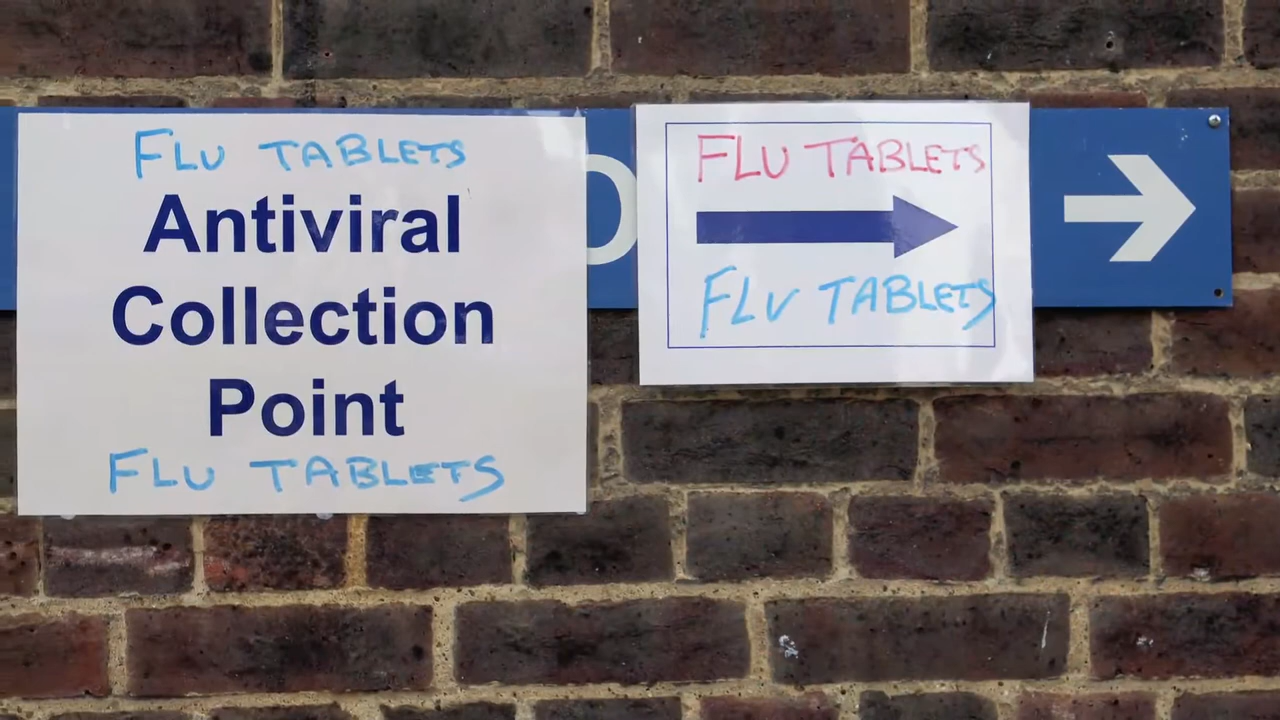 FLU TABLETS
Antiviral
Collection
Point
FLU TABLETS
FLU TABLETS
FLU TABLETS